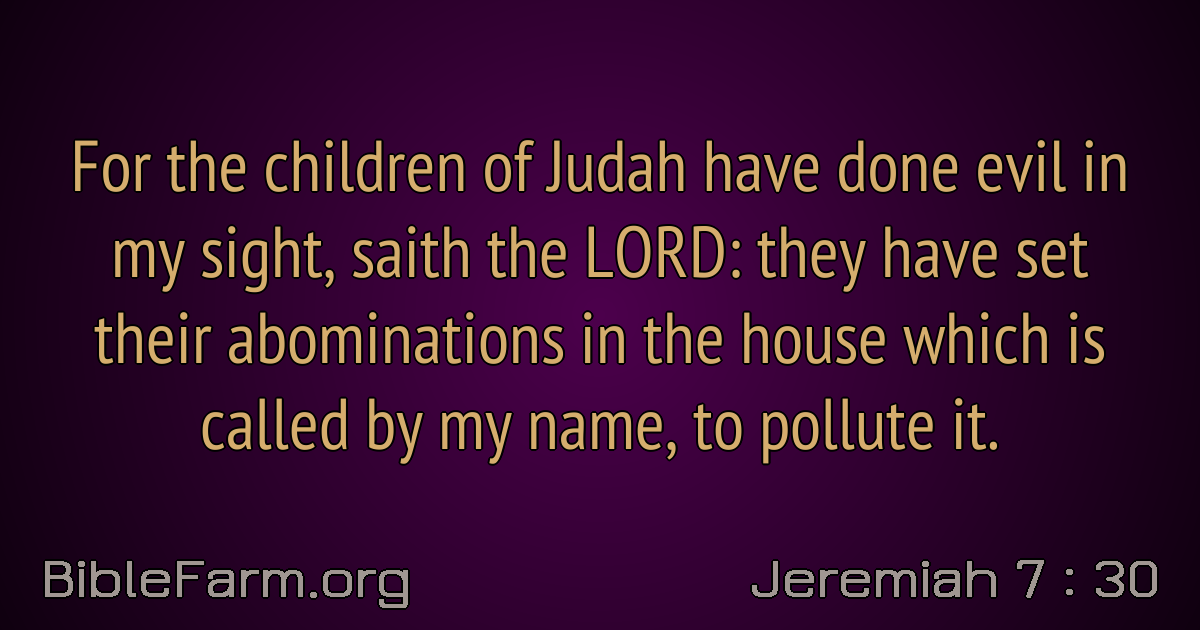 For the children of Judah have done evil in
my sight, saith the LORD: they have set
their abominations in the house which is
called by my name, to pollute it.
BibleFarm.org
Jeremiah 7 : 30